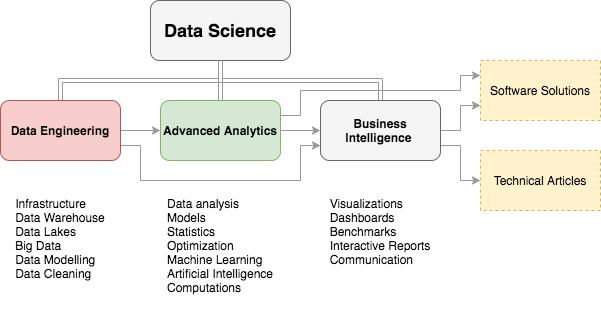 Data Science
Data Engineering
Advanced Analytics
Business
Intelligence
Software Solutions
Technical Articles
Infrastructure
Data Warehouse
Data Lakes
Big Data
Data Modelling
Data Cleaning
Data analysis
Models
Statistics
Optimization
Machine Learning
Artificial Intelligence
Computations
Visualizations
Dashboards
Benchmarks
Interactive Reports
Communication